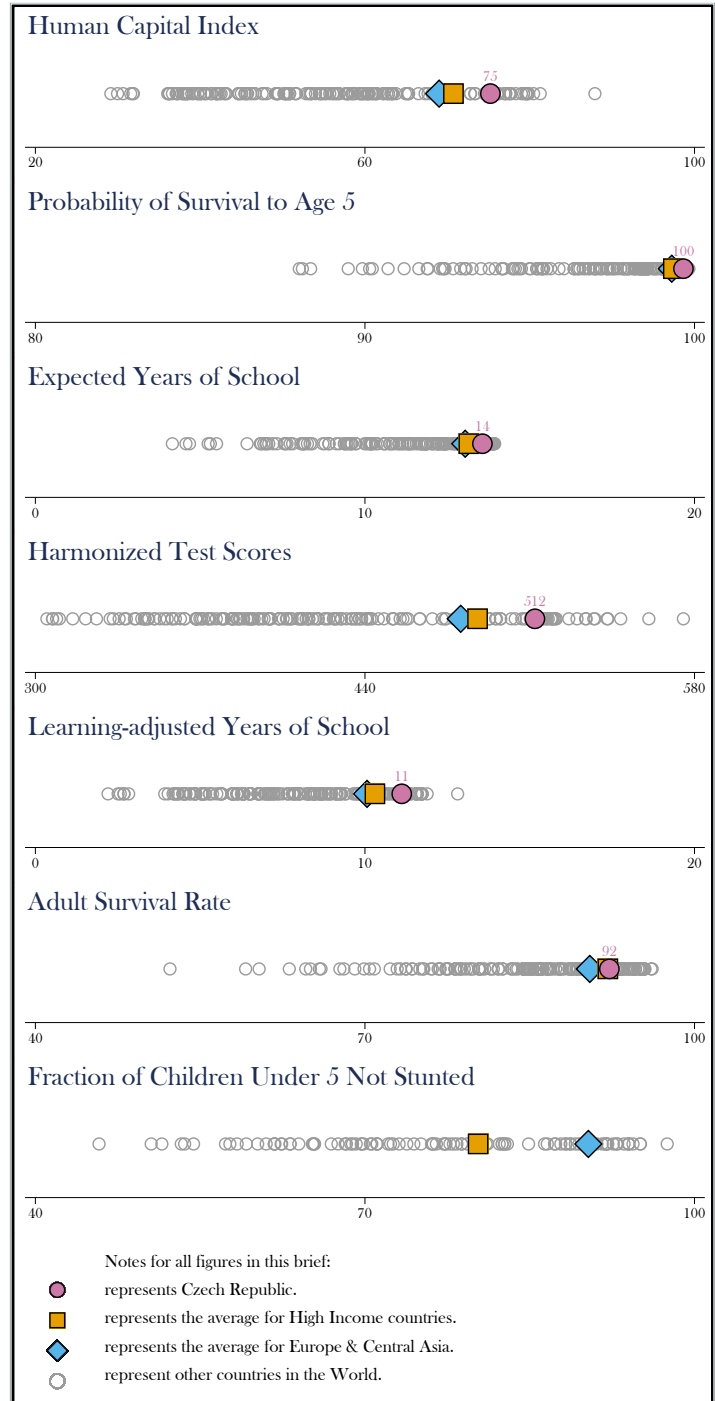 Human Capital Index
75
20 60 100
Probability of Survival to Age 5
100
80 90 100
Expected Years of School
14
0 10 20
Harmonized Test Scores
512
300 440 580
Learning-adjusted Years of School
11
0 10 20
Adult Survival Rate
92
40 70 100
Fraction of Children Under 5 Not Stunted
40 70 100
Notes for all figures in this brief:
represents Czech Republic.
represents the average for High Income countries.
represents the average for Europe & Central Asia.
represent other countries in the World.